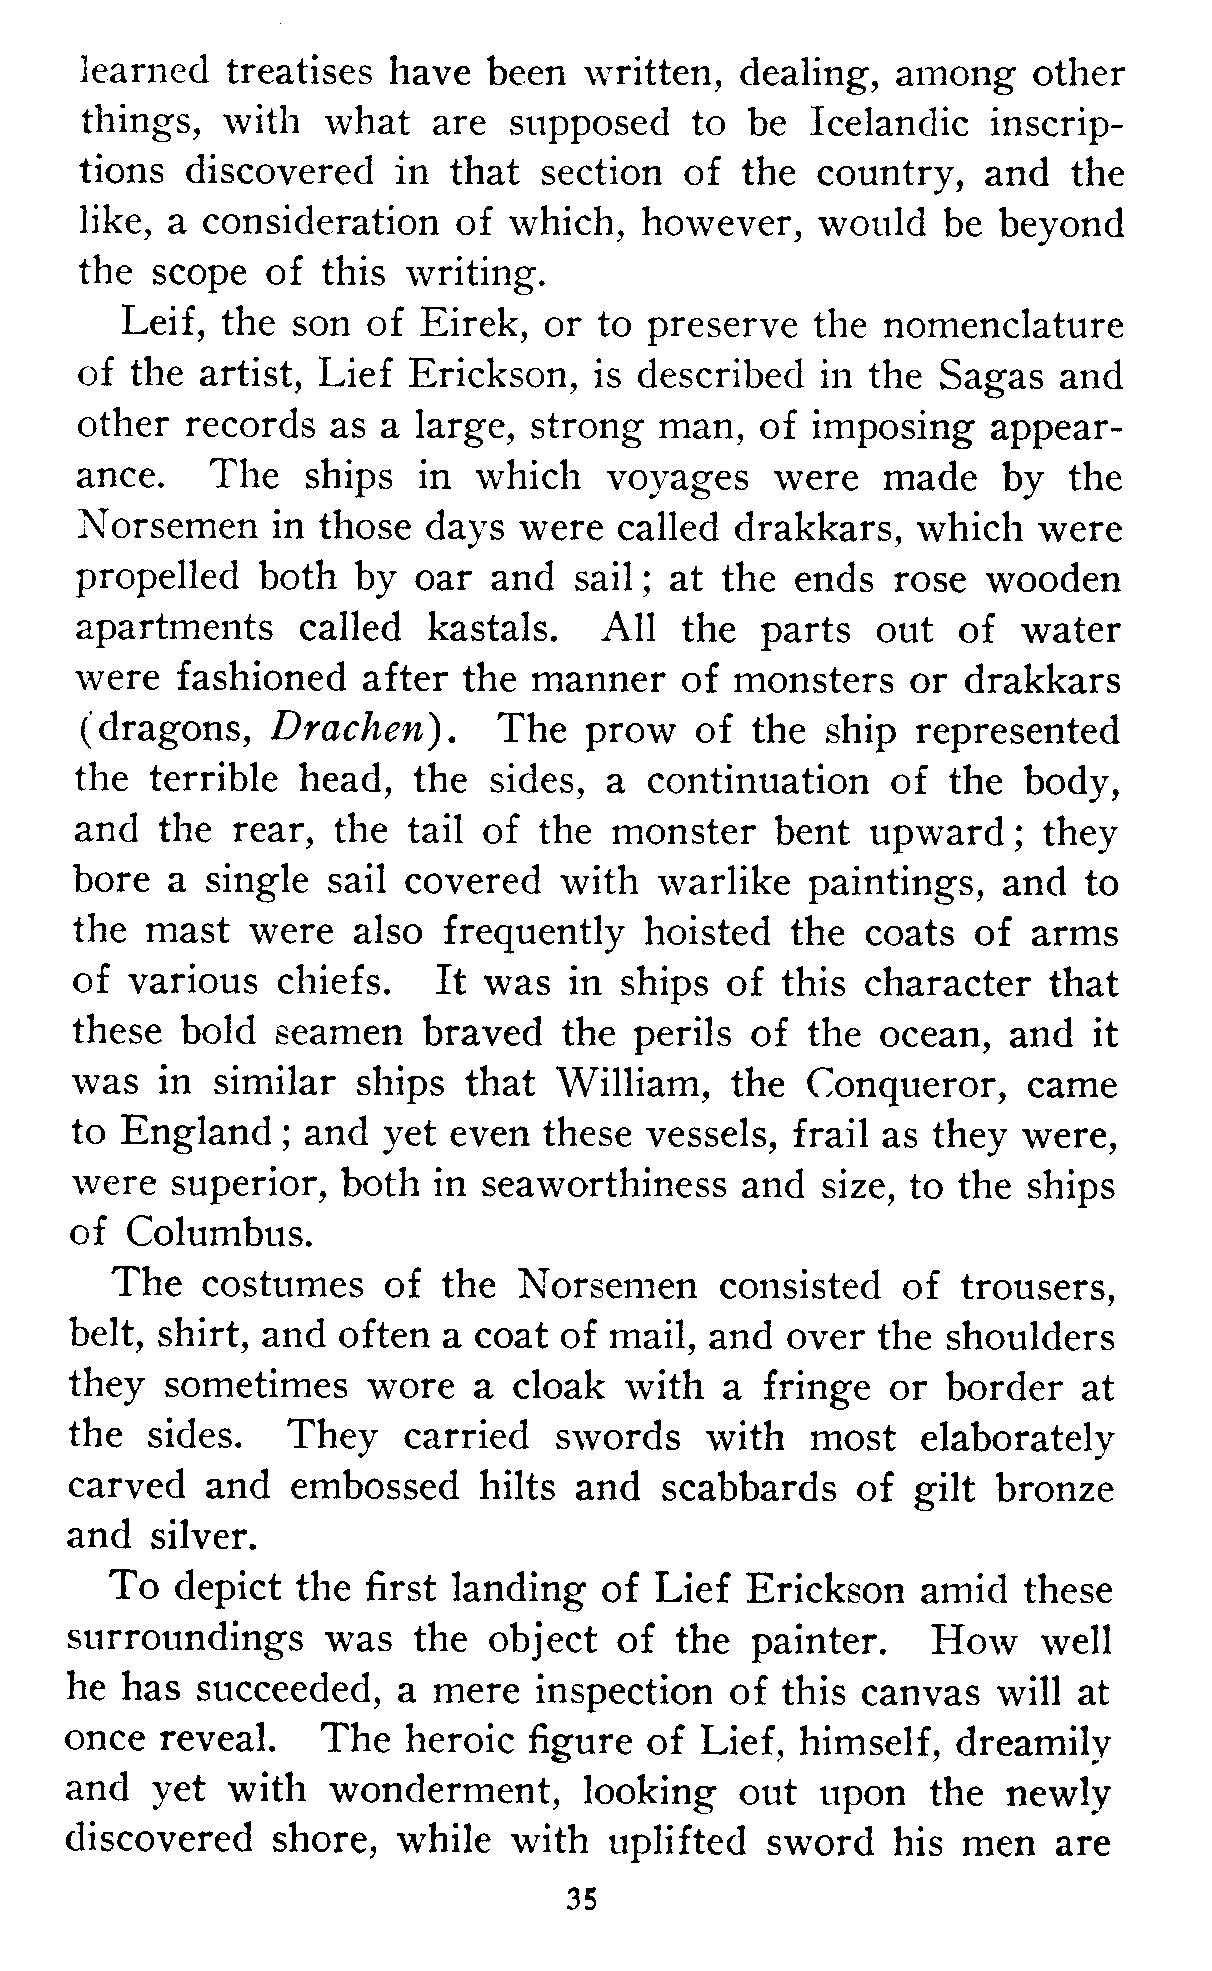 learned treatises have been written, dealing, among other
things, with what are supposed to be Icelandic inscrip-
tions discovered in that section of the country, and the
like, a consideration of which, however, would be beyond
the scope of this writing.
Leif, the son of Eirek, or to preserve the nomenclature
of the artist, Lief Erickson, is described in the Sagas and
other records as a large, strong man, of imposing appear-
ance. The ships in which voyages were made by the
Norsemen in those days were called drakkars, which were
propelled both by oar and sail; at the ends rose wooden
apartments called kastals. All the parts out of water
were fashioned after the manner of monsters or drakkars
(dragons, Drachen). The prow of the ship represented
the terrible head, the sides, a continuation of the body,
and the rear, the tail of the monster bent upward; they
bore a single sail covered with warlike paintings, and to
the mast were also frequently hoisted the coats of arms
of various chiefs. It was in ships of this character that
these bold seamen braved the perils of the ocean, and it
was in similar ships that William, the Conqueror, came
to England; and yet even these vessels, frail as they were,
were superior, both in seaworthiness and size, to the ships
of Columbus.
The costumes of the Norsemen consisted of trousers,
belt, shirt, and often a coat of mail, and over the shoulders
they sometimes wore a cloak with a fringe or border at
the sides. They carried swords with most elaborately
carved and embossed hilts and scabbards of gilt bronze
and silver.
To depict the first landing of Lief Erickson amid these
surroundings was the object of the painter. How well
he has succeeded, a mere inspection of this canvas will at
once reveal. The heroic figure of Lief, himself, dreamily
and yet with wonderment, looking out upon the newly
discovered shore, while with uplifted sword his men are
35